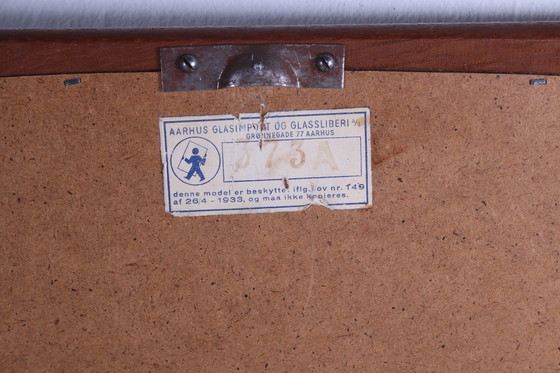 AARHUS GLASIMPORT OG GLASSLIBERI A/S
GRØNNEGADE 77 AARHUS
373A
denne model er beskyttet iflg. lov nr. 149
af 26/4 - 1933, og maa ikke kopieres.